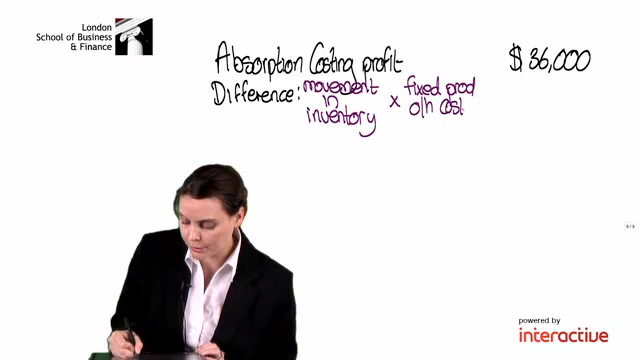 London
School of Business
& Finance
Absorption Costing profit $ 36,000
Difference: movement in inventory x fixed prod o/h cost
powered by
interactive